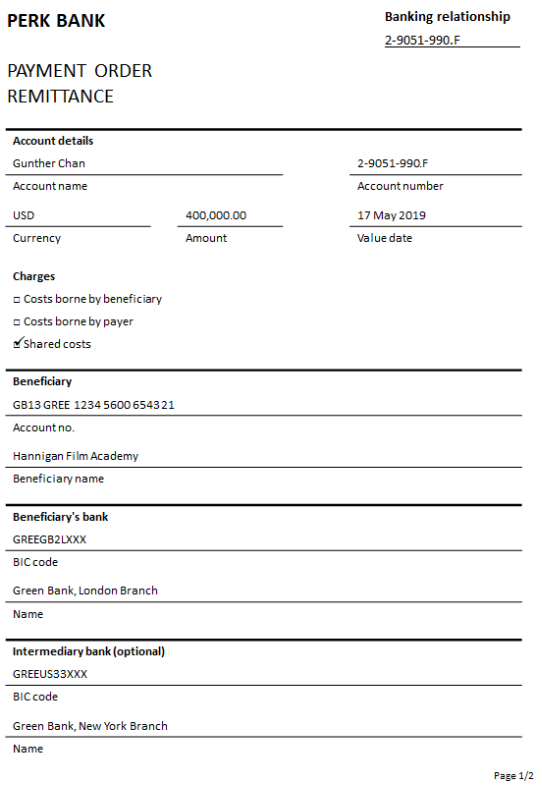 PERK BANK
Banking relationship
2-9051-990.F
PAYMENT ORDER
REMITTANCE
Account details
Gunther Chan 2-9051-990.F
Account name Account number
USD 400,000.00 17 May 2019
Currency Amount Value date
Charges
□ Costs borne by beneficiary
□ Costs borne by payer
☑ Shared costs
Beneficiary
GB13 GREE 1234 5600 6543 21
Account no.
Hannigan Film Academy
Beneficiary name
Beneficiary's bank
GREEGB2LXXX
BIC code
Green Bank, London Branch
Name
Intermediary bank (optional)
GREEUS33XXX
BIC code
Green Bank, New York Branch
Name
Page 1/2